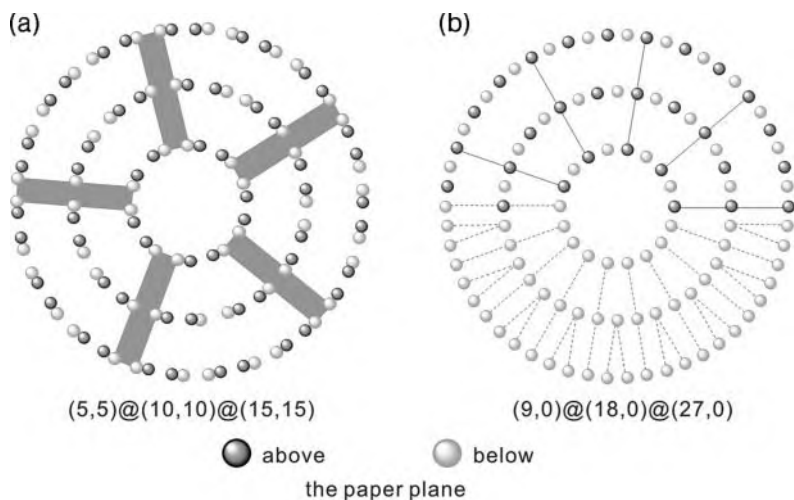 (a)
(b)
(5,5)@(10,10)@(15,15)
(9,0)@(18,0)@(27,0)
above
below
the paper plane